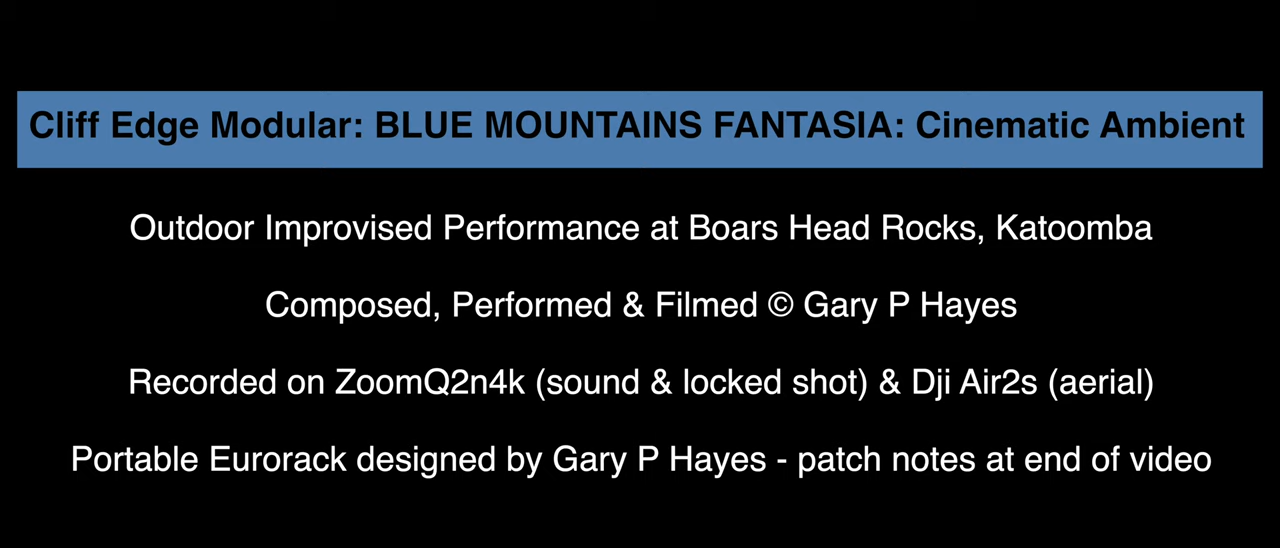 Cliff Edge Modular: BLUE MOUNTAINS FANTASIA: Cinematic Ambient
Outdoor Improvised Performance at Boars Head Rocks, Katoomba
Composed, Performed & Filmed © Gary P Hayes
Recorded on ZoomQ2n4k (sound & locked shot) & Dji Air2s (aerial)
Portable Eurorack designed by Gary P Hayes - patch notes at end of video